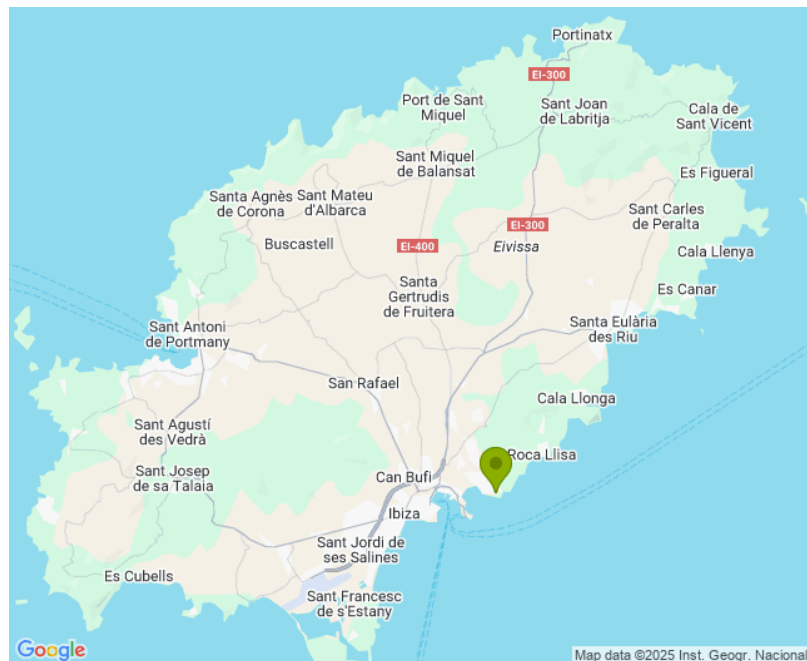 Portinatx
EI-300
Port de Sant
Miquel
Sant Joan
de Labritja
Cala de
Sant Vicent
Sant Miquel
de Balansat
Es Figueral
Santa Agnès
de Corona
Sant Mateu
d'Albarca
Sant Carles
de Peralta
EI-300
Buscastell
EI-400
Eivissa
Cala Llenya
Santa
Gertrudis
de Fruitera
Es Canar
Sant Antoni
de Portmany
Santa Eulària
des Riu
San Rafael
Cala Llonga
Sant Agustí
des Vedrà
Roca Llisa
Sant Josep
de sa Talaia
Can Bufi
Ibiza
Sant Jordi de
ses Salines
Es Cubells
Sant Francesc
de s'Estany
Google
Map data ©2025 Inst. Geogr. Nacional